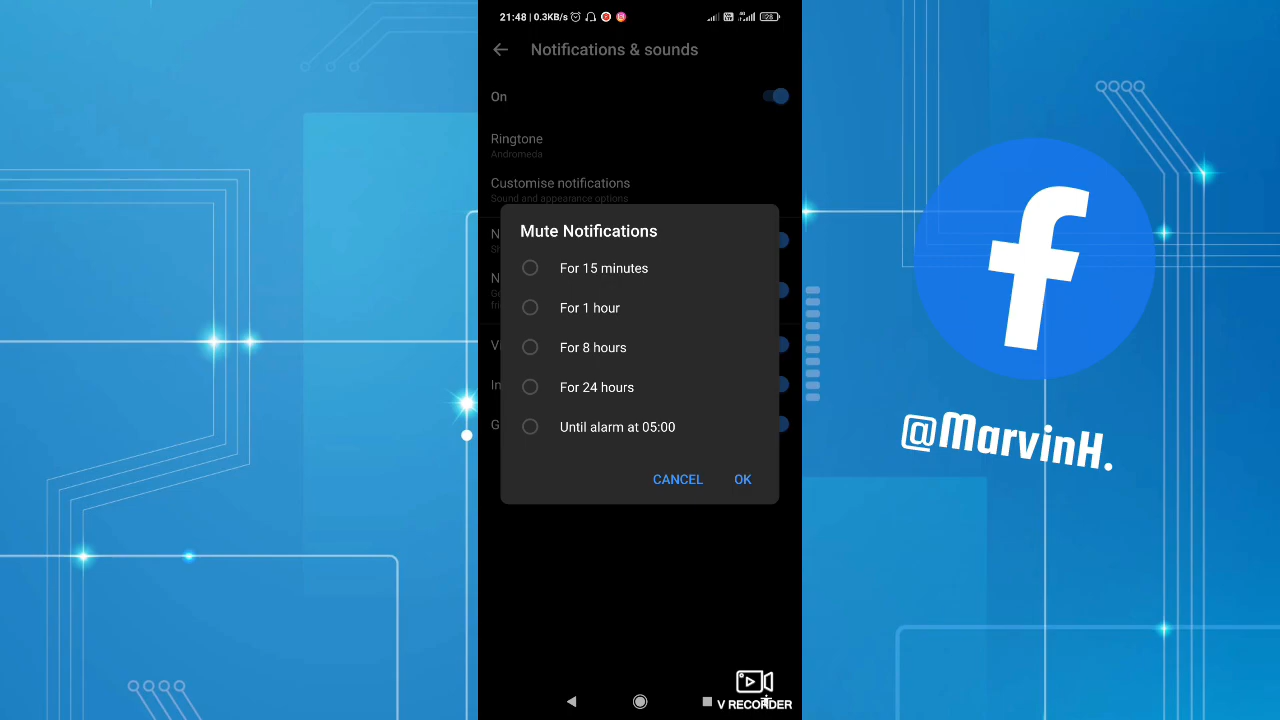 21:48 | 0.3KB/s
28
Notifications & sounds
On
Ringtone
Andromeda
Customise notifications
Sound and appearance options
Mute Notifications
For 15 minutes
For 1 hour
For 8 hours
For 24 hours
Until alarm at 05:00
CANCEL OK
V RECORDER
f
@MarvinH.